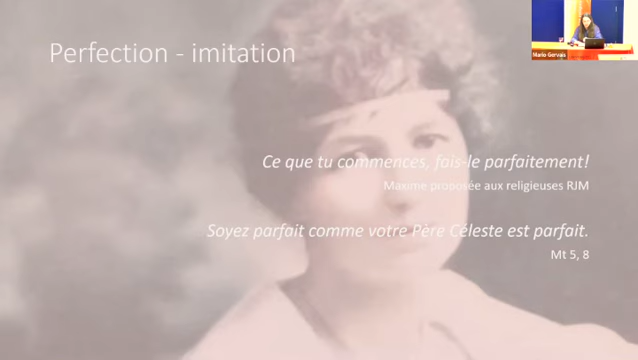 Perfection - imitation
Ce que tu commences, fais-le parfaitement!
Maxime proposée aux religieuses RJM
Soyez parfait comme votre Père Céleste est parfait.
Mt 5, 8
Mario Gervais